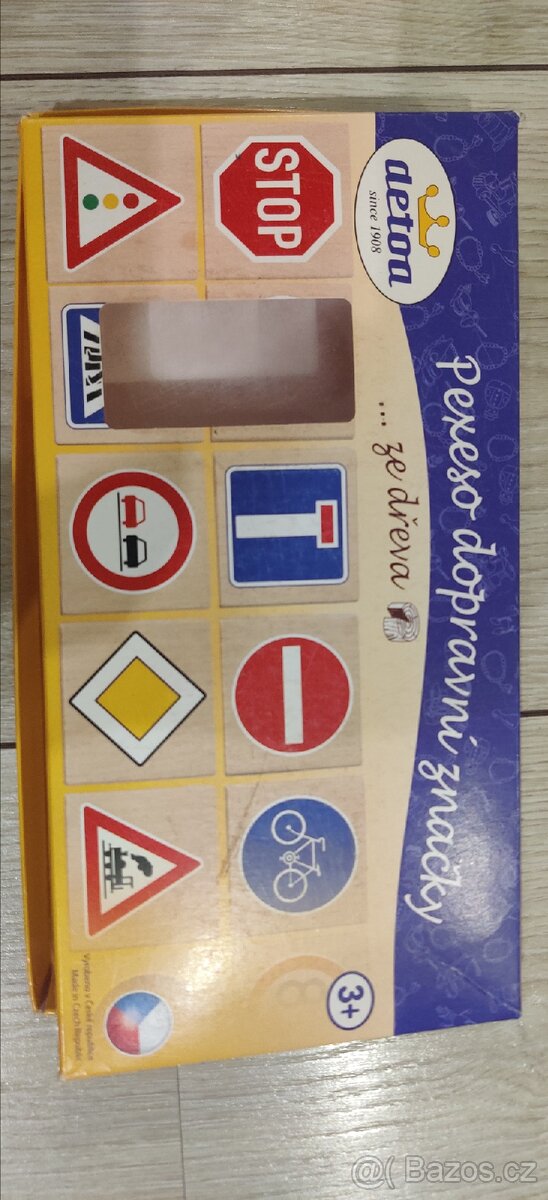 detoa
since 1908
Pexeso dopravní značky
... ze dřeva
STOP
3+
Vyrobeno v České republice
Made in Czech Republic
@ Bazos.cz